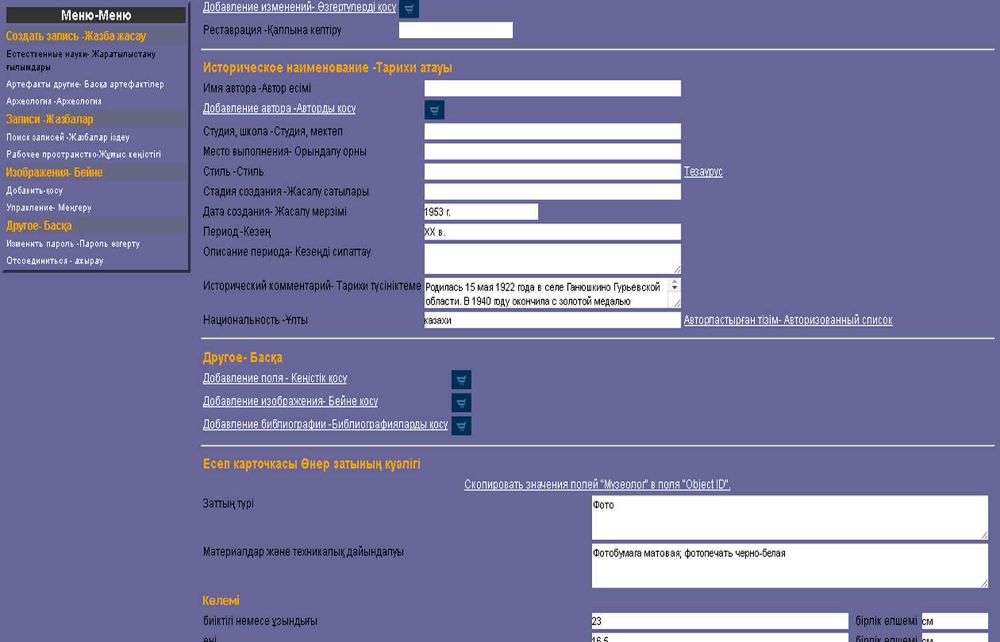 Меню-Меню
Создать запись -Жазба жасау
Естественные науки- Жаратылыстану
ғылымдары
Артефакты другие- Басқа артефактілер
Археология -Археология
Записи -Жазбалар
Поиск записей -Жазбалар іздеу
Рабочее пространство-Жұмыс кеңістігі
Изображения- Бейне
Добавить-қосу
Управление- Меңгеру
Другое- Басқа
Изменить пароль -Пароль өзгерту
Отсоединиться - ажырау
Добавление изменений- Өзгертулерді қосу
Реставрация -Қалпына келтіру
Историческое наименование -Тарихи атауы
Имя автора -Автор есімі
Добавление автора -Авторды қосу
Студия, школа -Студия, мектеп
Место выполнения- Орындалу орны
Стиль -Стиль Тезаурус
Стадия создания -Жасалу сатылары
Дата создания- Жасалу мерзімі 1953 г.
Период -Кезең XX в.
Описание периода- Кезеңді сипаттау
Исторический комментарий- Тарихи түсініктеме Родилась 15 мая 1922 года в селе Ганюшкино Гурьевской
области. В 1940 году окончила с золотой медалью
Национальность -Ұлты казахи Авторластырған тізім- Авторизованный список
Другое- Басқа
Добавление поля - Кеңістік қосу
Добавление изображения- Бейне қосу
Добавление библиографии -Библиографияларды қосу
Есеп карточкасы Өнер затының куәлігі
Скопировать значения полей "Музеолог" в поля "Object ID".
Заттың түрі Фото
Материалдар және техникалық дайындалуы Фотобумага матовая; фотопечать черно-белая
Көлемі
биіктігі немесе ұзындығы 23 бірлік өлшемі см
ені 16.5 бірлік өлшемі см